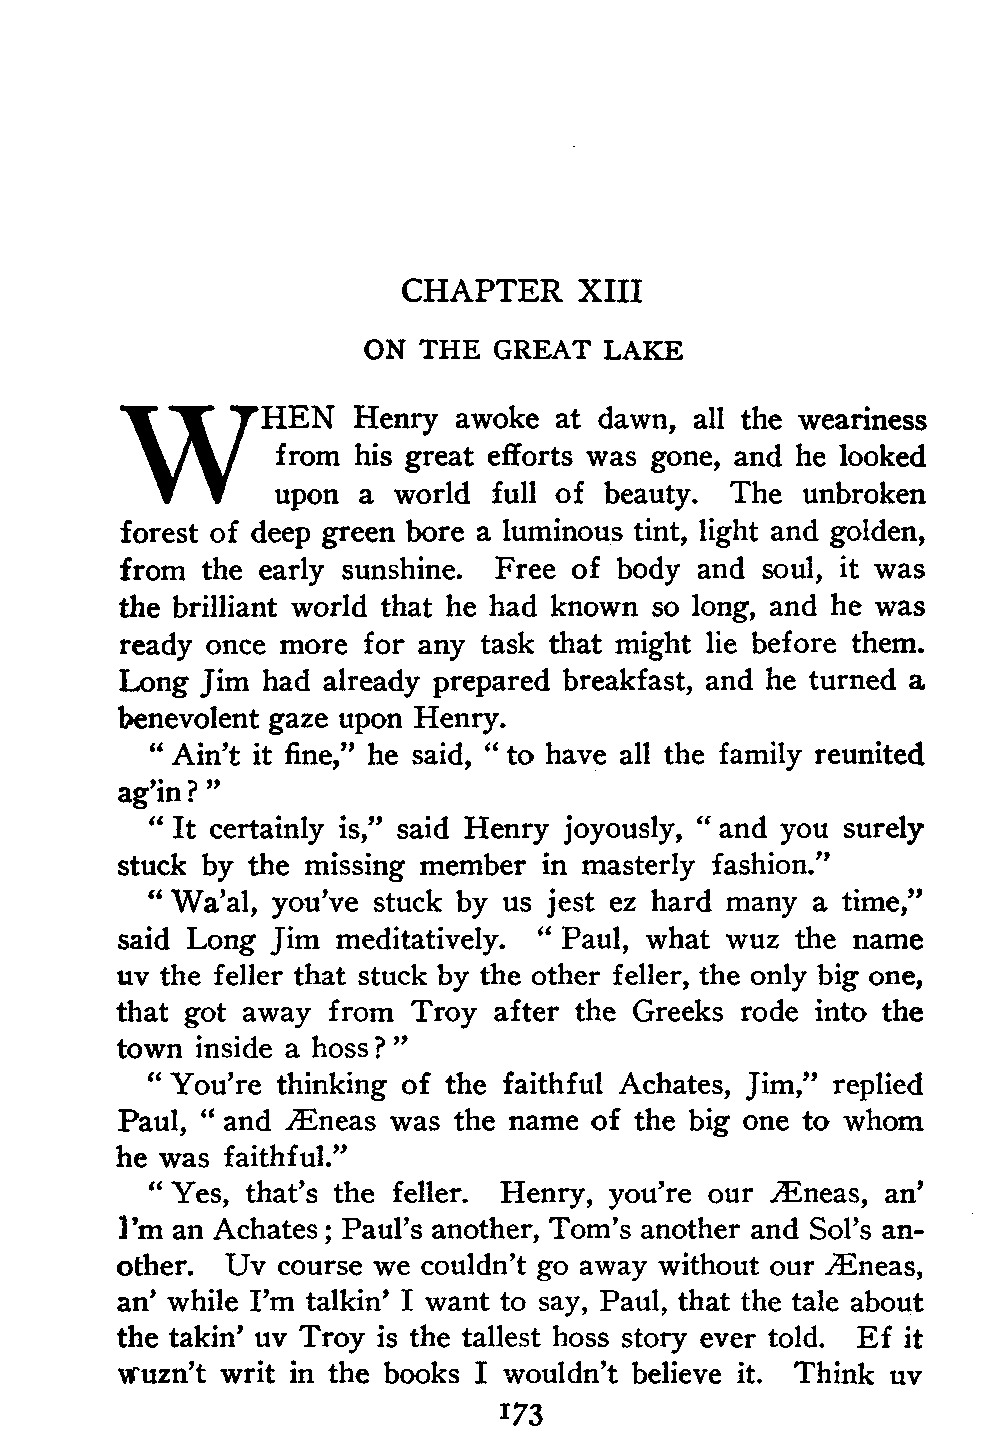 CHAPTER XIII
ON THE GREAT LAKE
WHEN Henry awoke at dawn, all the weariness
from his great efforts was gone, and he looked
upon a world full of beauty. The unbroken
forest of deep green bore a luminous tint, light and golden,
from the early sunshine. Free of body and soul, it was
the brilliant world that he had known so long, and he was
ready once more for any task that might lie before them.
Long Jim had already prepared breakfast, and he turned a
benevolent gaze upon Henry.
“ Ain’t it fine,” he said, “ to have all the family reunited
ag’in ? ”
“ It certainly is,” said Henry joyously, “ and you surely
stuck by the missing member in masterly fashion.”
“ Wa’al, you’ve stuck by us jest ez hard many a time,”
said Long Jim meditatively. “ Paul, what wuz the name
uv the feller that stuck by the other feller, the only big one,
that got away from Troy after the Greeks rode into the
town inside a hoss ? ”
“ You’re thinking of the faithful Achates, Jim,” replied
Paul, “ and Æneas was the name of the big one to whom
he was faithful.”
“ Yes, that’s the feller. Henry, you’re our Æneas, an’
I’m an Achates ; Paul’s another, Tom’s another and Sol’s an-
other. Uv course we couldn’t go away without our Æneas,
an’ while I’m talkin’ I want to say, Paul, that the tale about
the takin’ uv Troy is the tallest hoss story ever told. Ef it
wuzn’t writ in the books I wouldn’t believe it. Think uv
173